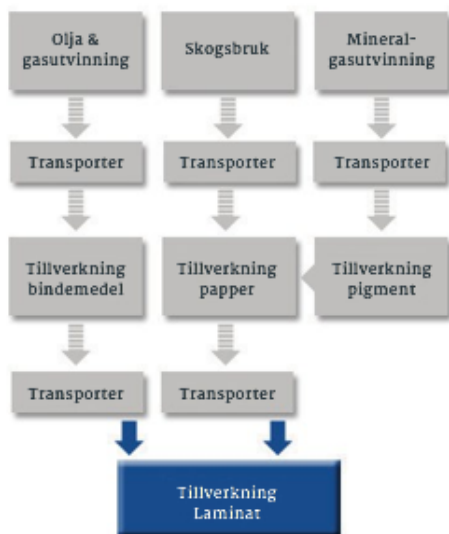 Olja &
gasutvinning
Skogsbruk
Mineral-
gasutvinning
Transporter
Transporter
Transporter
Tillverkning
bindemedel
Tillverkning
papper
Tillverkning
pigment
Transporter
Transporter
Tillverkning
Laminat